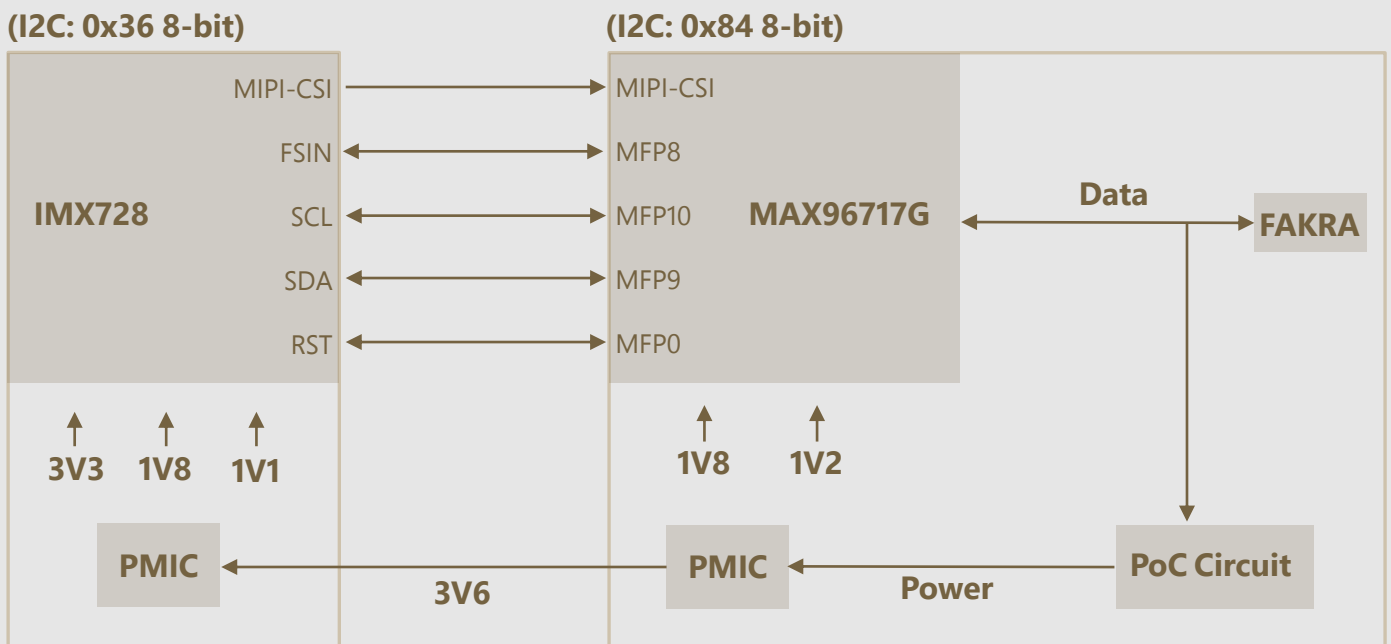 (I2C: 0x36 8-bit)
(I2C: 0x84 8-bit)
MIPI-CSI
MIPI-CSI
FSIN
MFP8
Data
IMX728
SCL
MFP10
MAX96717G
FAKRA
SDA
MFP9
RST
MFP0
3V3
1V8
1V1
1V8
1V2
PMIC
3V6
PMIC
Power
PoC Circuit